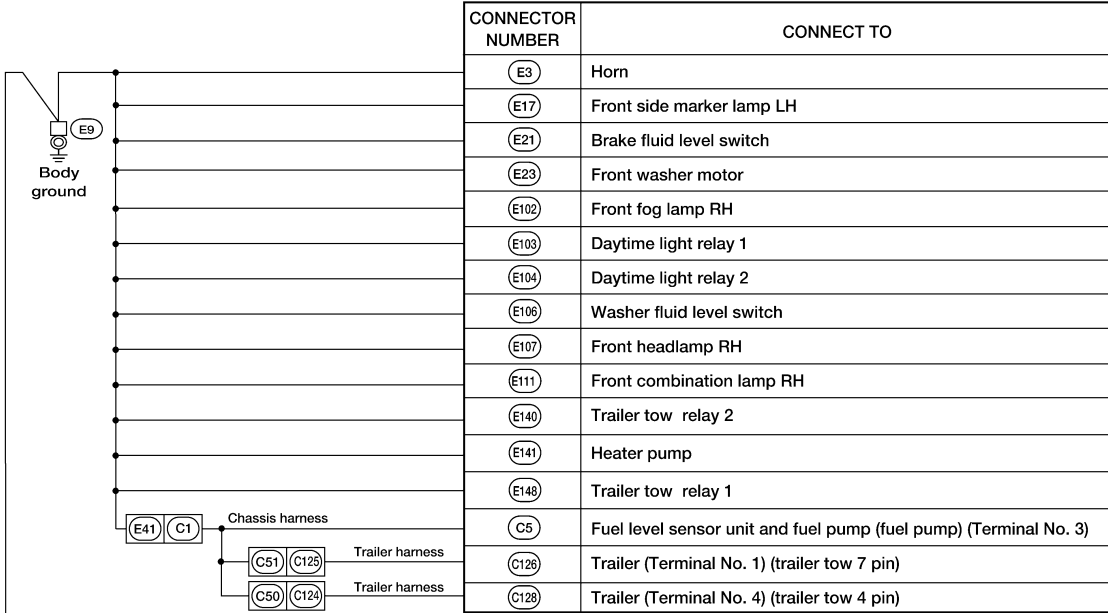 CONNECTOR NUMBER CONNECT TO
E3 Horn
E17 Front side marker lamp LH
E9
E21 Brake fluid level switch
Body ground
E23 Front washer motor
E102 Front fog lamp RH
E103 Daytime light relay 1
E104 Daytime light relay 2
E106 Washer fluid level switch
E107 Front headlamp RH
E111 Front combination lamp RH
E140 Trailer tow relay 2
E141 Heater pump
E148 Trailer tow relay 1
E41 C1 Chassis harness C5 Fuel level sensor unit and fuel pump (fuel pump) (Terminal No. 3)
C51 C125 Trailer harness C126 Trailer (Terminal No. 1) (trailer tow 7 pin)
C50 C124 Trailer harness C128 Trailer (Terminal No. 4) (trailer tow 4 pin)